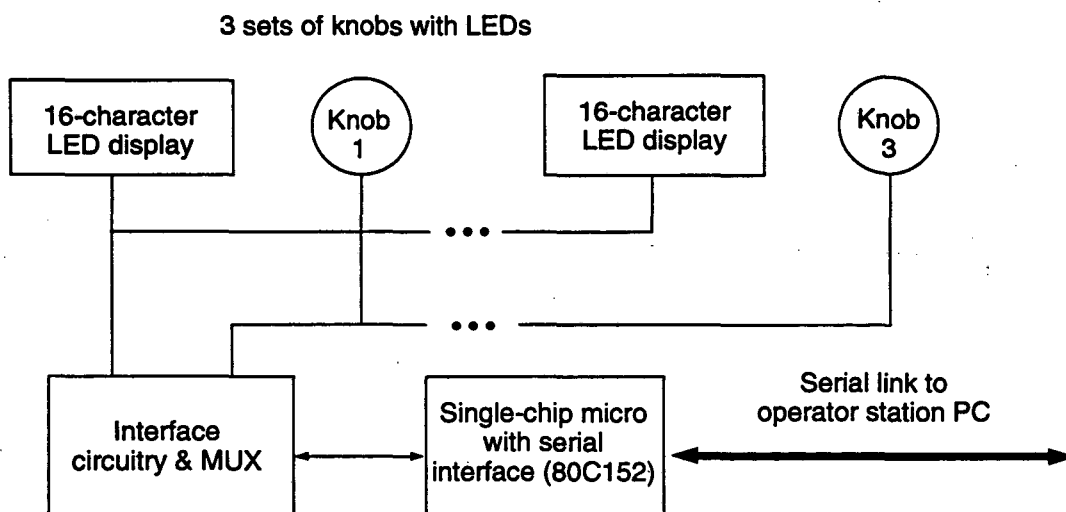 3 sets of knobs with LEDs
16-character
LED display
Knob
1
16-character
LED display
Knob
3
Interface
circuitry & MUX
Single-chip micro
with serial
interface (80C152)
Serial link to
operator station PC